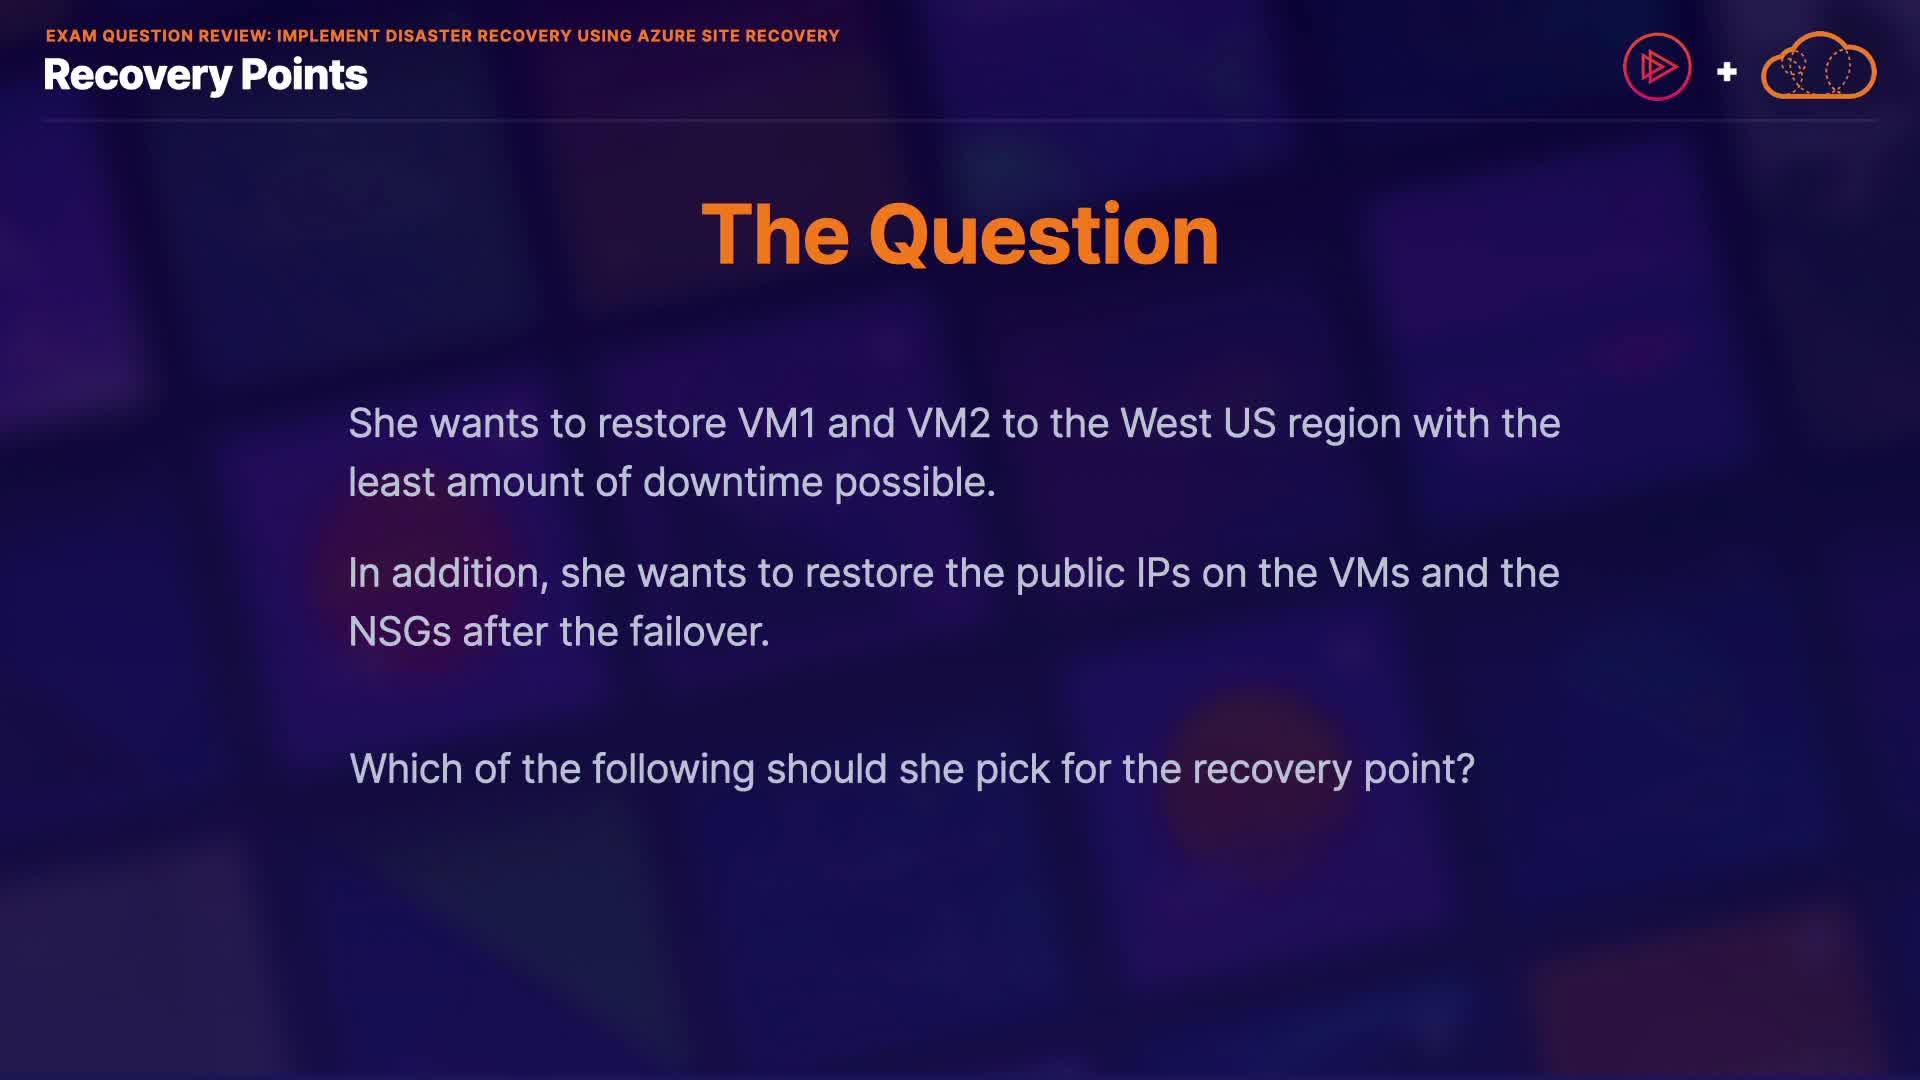 EXAM QUESTION REVIEW: IMPLEMENT DISASTER RECOVERY USING AZURE SITE RECOVERY
Recovery Points
The Question
She wants to restore VM1 and VM2 to the West US region with the
least amount of downtime possible.
In addition, she wants to restore the public IPs on the VMs and the
NSGs after the failover.
Which of the following should she pick for the recovery point?